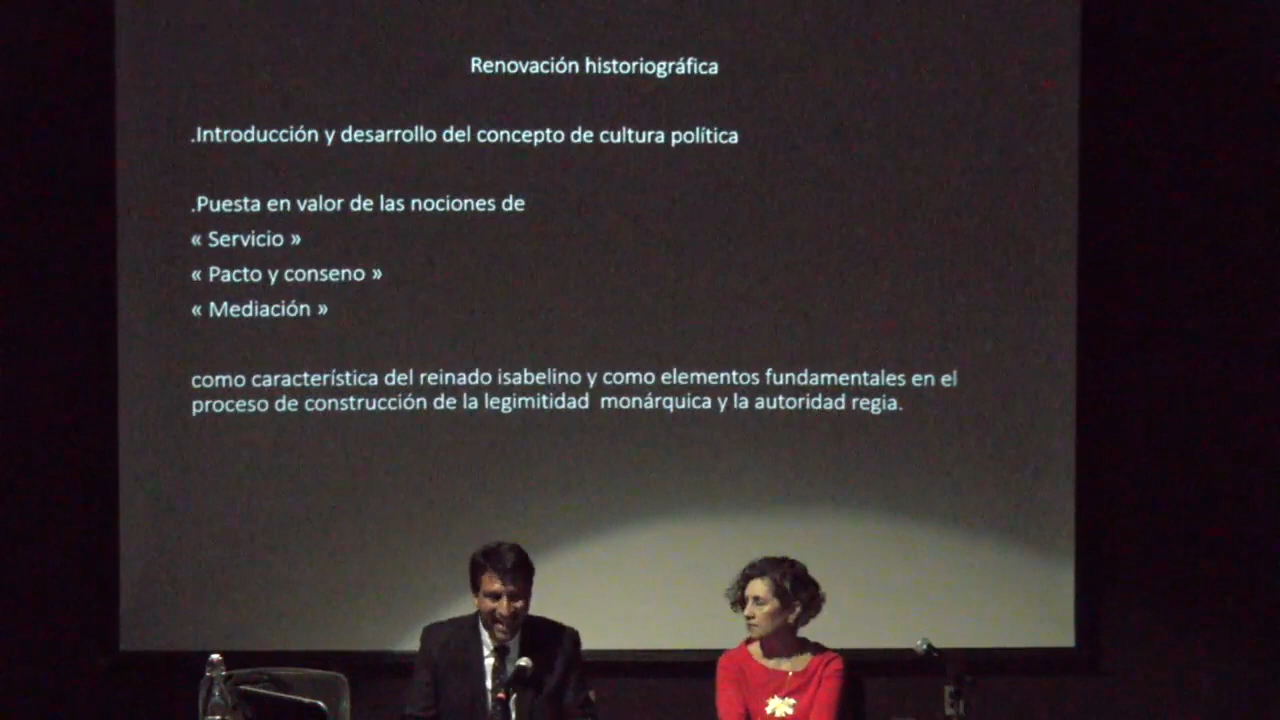 Renovación historiográfica
.Introducción y desarrollo del concepto de cultura política
.Puesta en valor de las nociones de
« Servicio »
« Pacto y conseno »
« Mediación »
como característica del reinado isabelino y como elementos fundamentales en el
proceso de construcción de la legimitidad monárquica y la autoridad regia.